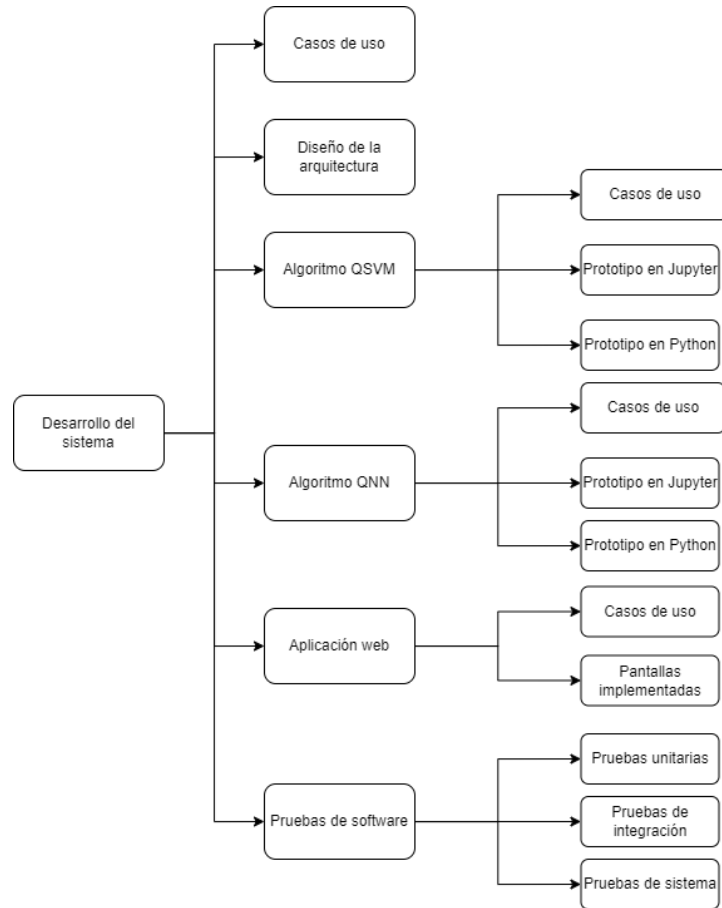 Casos de uso
Diseño de la
arquitectura
Casos de uso
Algoritmo QSVM
Prototipo en Jupyter
Prototipo en Python
Desarrollo del
sistema
Casos de uso
Algoritmo QNN
Prototipo en Jupyter
Prototipo en Python
Casos de uso
Aplicación web
Pantallas
implementadas
Pruebas unitarias
Pruebas de software
Pruebas de
integración
Pruebas de sistema